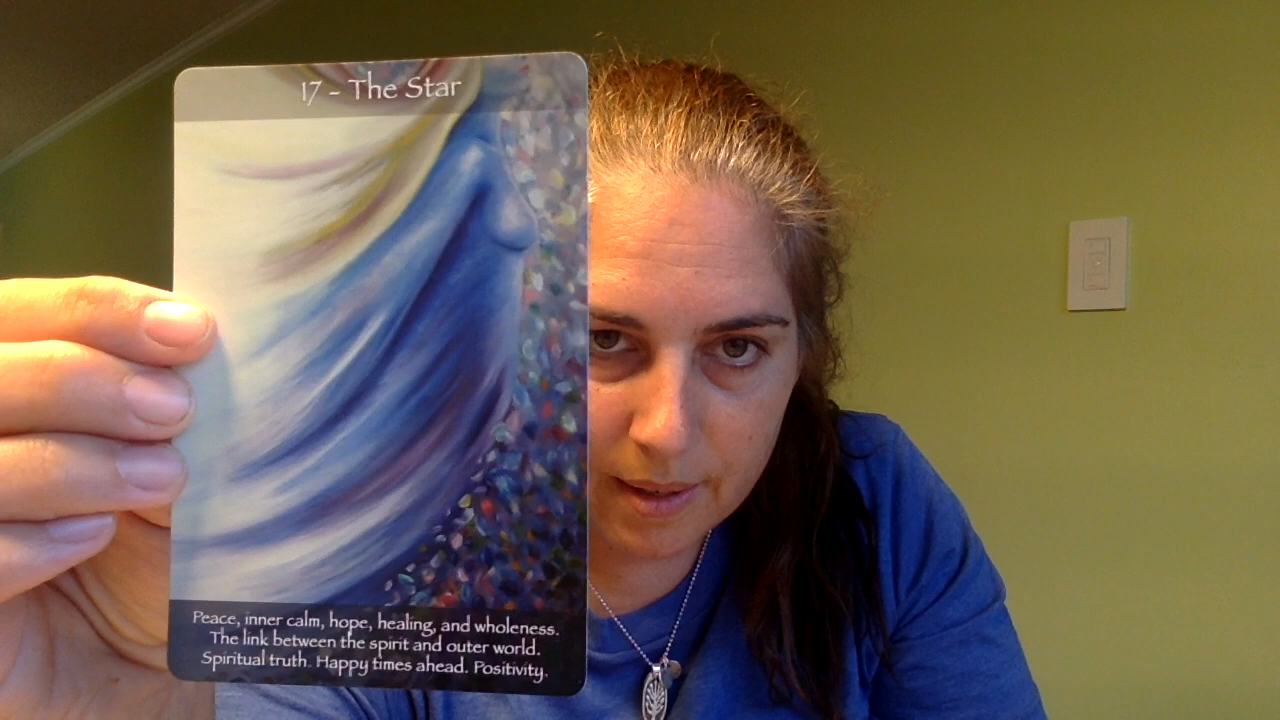 17 - The Star
Peace, inner calm, hope, healing, and wholeness.
The link between the spirit and outer world.
Spiritual truth. Happy times ahead. Positivity.